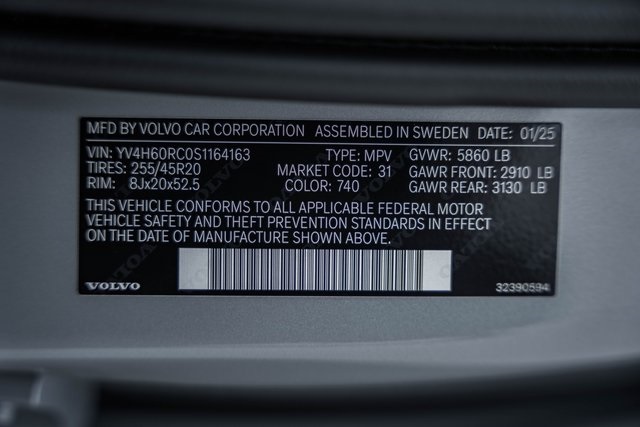 MFD BY VOLVO CAR CORPORATION ASSEMBLED IN SWEDEN DATE: 01/25
VIN: YV4H60RC0S1164163 TYPE: MPV GVWR: 5860 LB
TIRES: 255/45R20 MARKET CODE: 31 GAWR FRONT: 2910 LB
RIM: 8Jx20x52.5 COLOR: 740 GAWR REAR: 3130 LB
THIS VEHICLE CONFORMS TO ALL APPLICABLE FEDERAL MOTOR
VEHICLE SAFETY AND THEFT PREVENTION STANDARDS IN EFFECT
ON THE DATE OF MANUFACTURE SHOWN ABOVE.
VOLVO 32390594